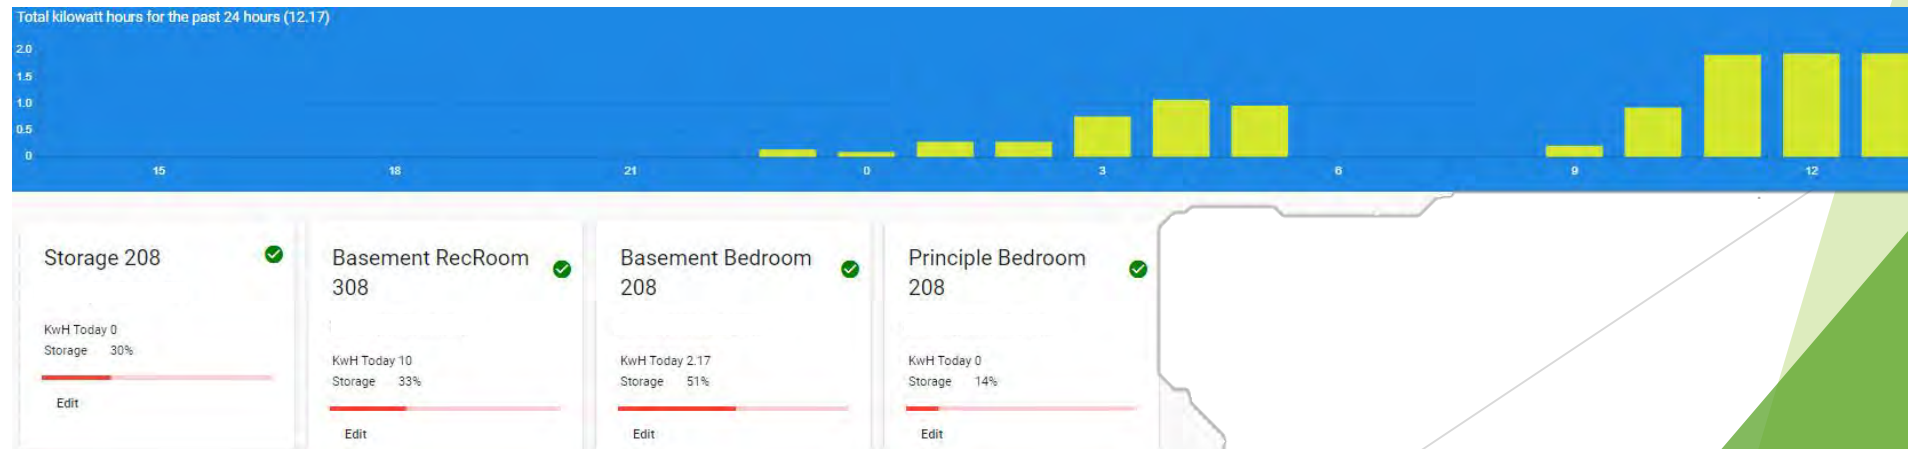 Total kilowatt hours for the past 24 hours (12.17)
2.0
1.5
1.0
0.5
0
15 18 21 0 3 6 9 12
Storage 208
KwH Today 0
Storage 30%
Edit
Basement RecRoom
308
KwH Today 10
Storage 33%
Edit
Basement Bedroom
208
KwH Today 2.17
Storage 51%
Edit
Principle Bedroom
208
KwH Today 0
Storage 14%
Edit